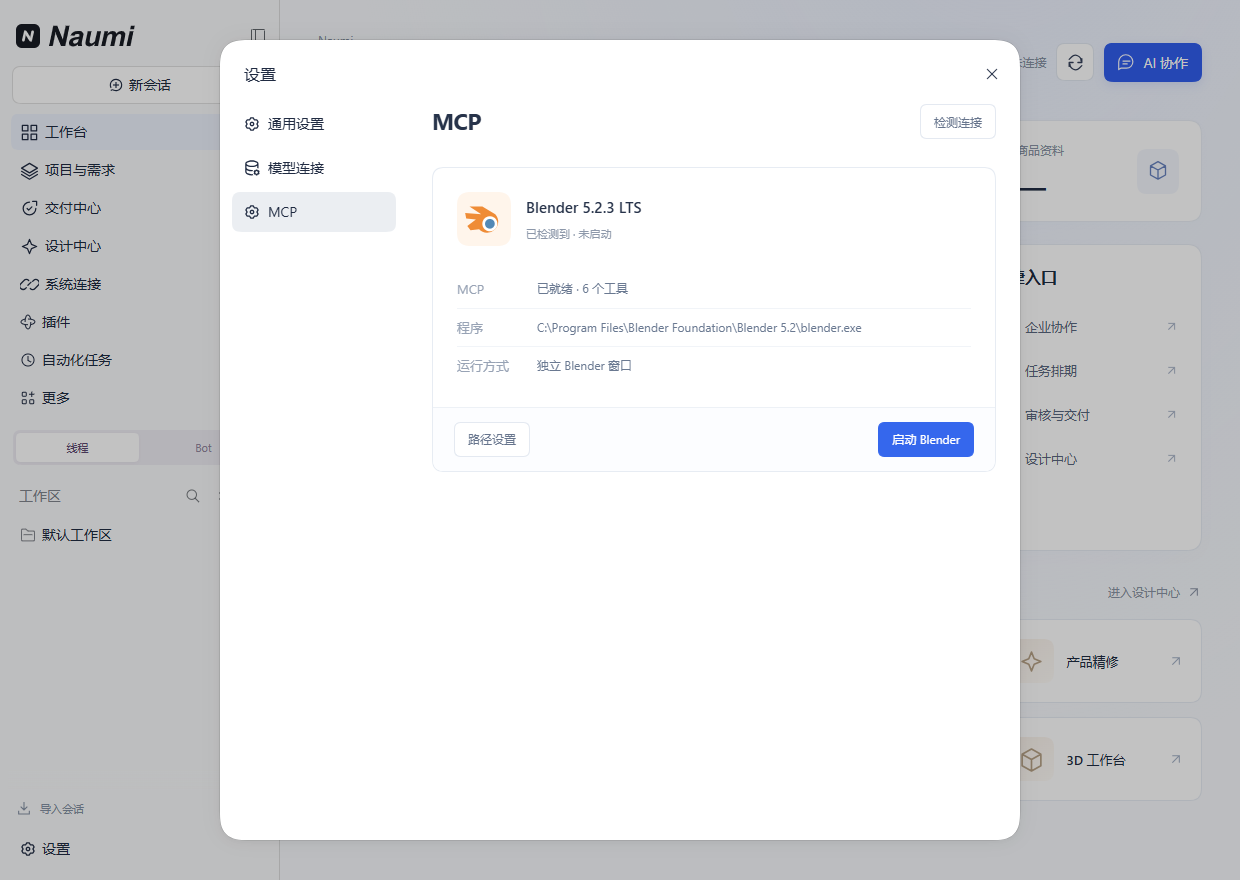 Naumi
新会话
工作台
项目与需求
交付中心
设计中心
系统连接
插件
自动化任务
更多
线程
Bot
工作区
默认工作区
导入会话
设置
设置
通用设置
模型连接
MCP
MCP
检测连接
Blender 5.2.3 LTS
已检测到 · 未启动
MCP
已就绪 · 6 个工具
程序
C:\Program Files\Blender Foundation\Blender 5.2\blender.exe
运行方式
独立 Blender 窗口
路径设置
启动 Blender
连接
AI 协作
商品资料
入口
企业协作
任务排期
审核与交付
设计中心
进入设计中心
产品精修
3D 工作台